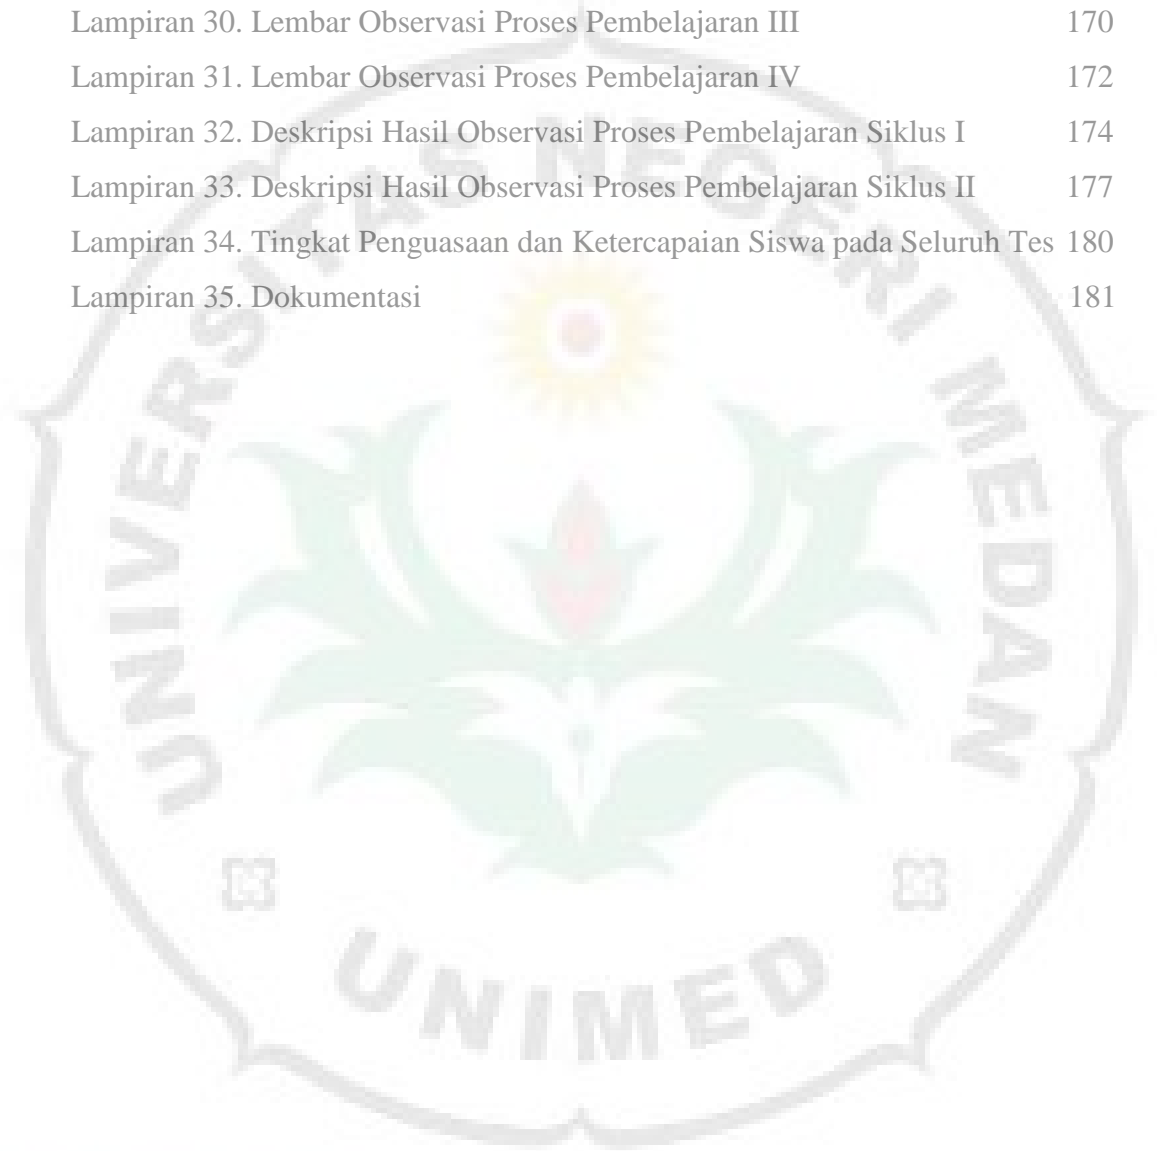 Lampiran 30. Lembar Observasi Proses Pembelajaran III 170
Lampiran 31. Lembar Observasi Proses Pembelajaran IV 172
Lampiran 32. Deskripsi Hasil Observasi Proses Pembelajaran Siklus I 174
Lampiran 33. Deskripsi Hasil Observasi Proses Pembelajaran Siklus II 177
Lampiran 34. Tingkat Penguasaan dan Ketercapaian Siswa pada Seluruh Tes 180
Lampiran 35. Dokumentasi 181
UNIVERSITAS NEGERI MEDAN
UNIMED